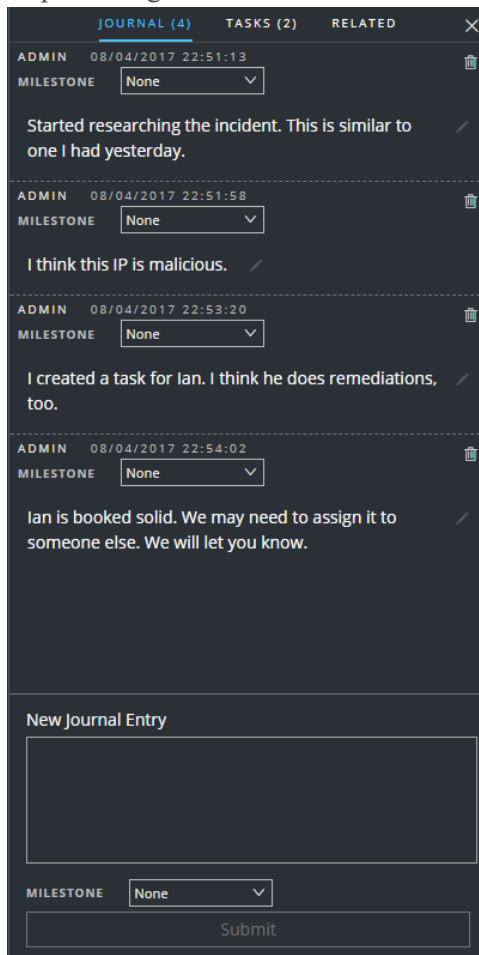 JOURNAL (4) TASKS (2) RELATED
ADMIN 08/04/2017 22:51:13
MILESTONE None
Started researching the incident. This is similar to
one I had yesterday.
ADMIN 08/04/2017 22:51:58
MILESTONE None
I think this IP is malicious.
ADMIN 08/04/2017 22:53:20
MILESTONE None
I created a task for Ian. I think he does remediations,
too.
ADMIN 08/04/2017 22:54:02
MILESTONE None
Ian is booked solid. We may need to assign it to
someone else. We will let you know.
New Journal Entry
MILESTONE None
Submit